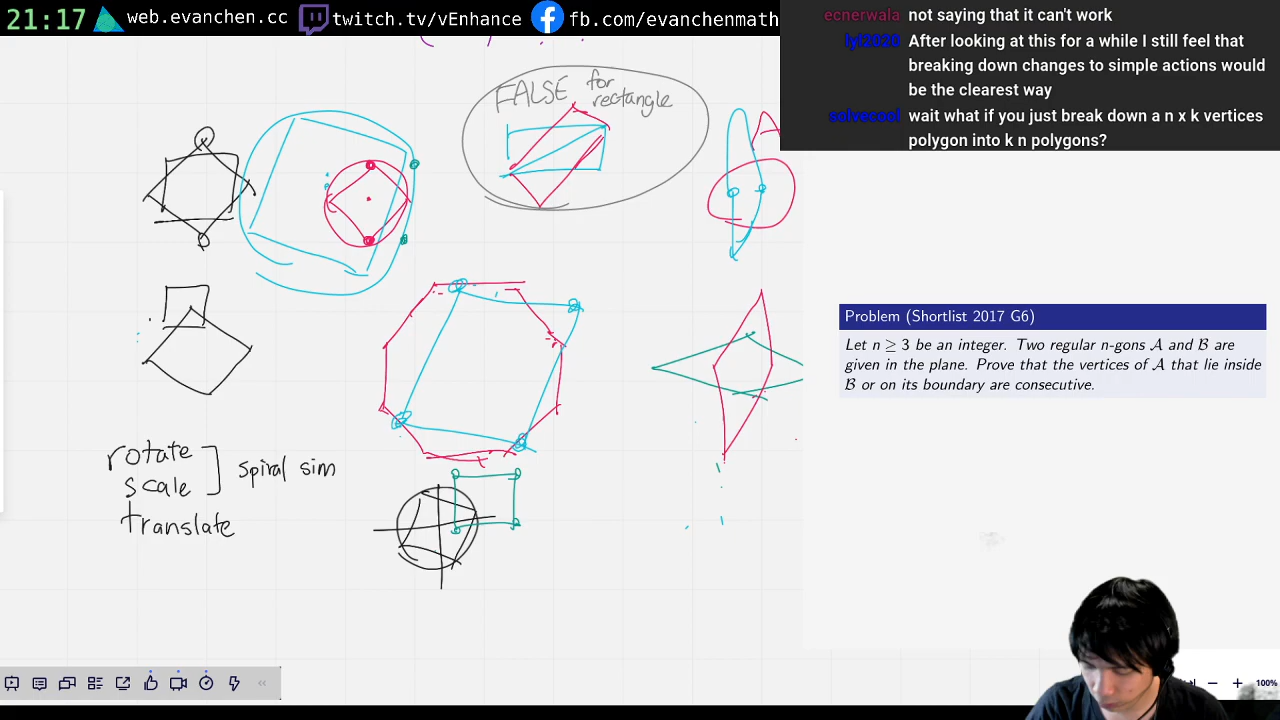 21:17
web.evanchen.cc
twitch.tv/vEnhance
fb.com/evanchenmath
ecnerwala not saying that it can't work
lyl2020 After looking at this for a while I still feel that
breaking down changes to simple actions would
be the clearest way
solvecool wait what if you just break down a n x k vertices
polygon into k n polygons?
FALSE for
rectangle
Problem (Shortlist 2017 G6)
Let n ≥ 3 be an integer. Two regular n-gons 𝒜 and ℬ are
given in the plane. Prove that the vertices of 𝒜 that lie inside
ℬ or on its boundary are consecutive.
rotate
scale
spiral sim
translate
100%